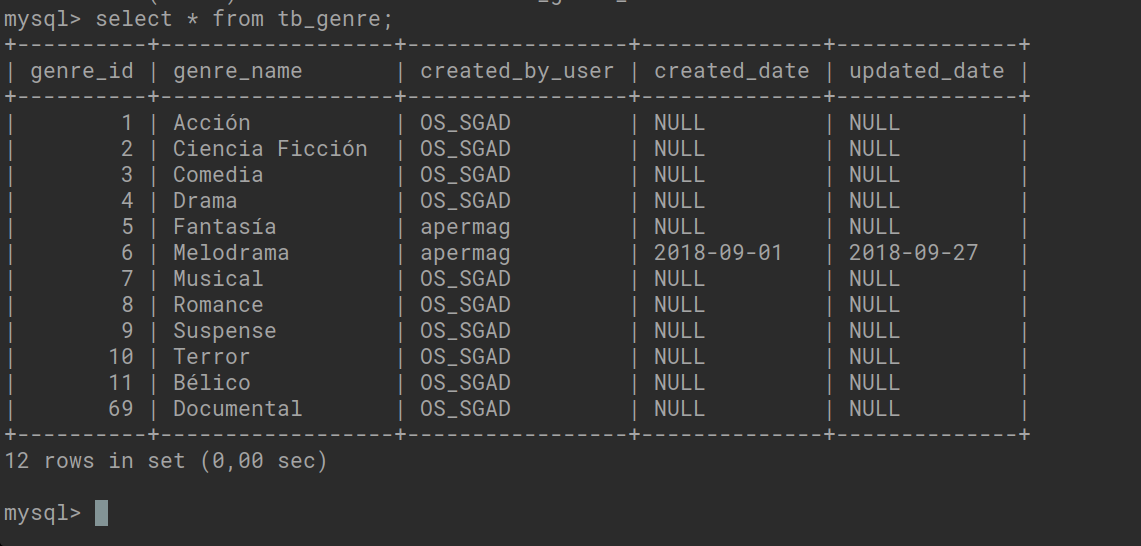 mysql> select * from tb_genre;
+----------+------------------+-----------------+--------------+--------------+
| genre_id | genre_name       | created_by_user | created_date | updated_date |
+----------+------------------+-----------------+--------------+--------------+
|        1 | Acción           | OS_SGAD         | NULL         | NULL         |
|        2 | Ciencia Ficción  | OS_SGAD         | NULL         | NULL         |
|        3 | Comedia          | OS_SGAD         | NULL         | NULL         |
|        4 | Drama            | OS_SGAD         | NULL         | NULL         |
|        5 | Fantasía         | apermag         | NULL         | NULL         |
|        6 | Melodrama        | apermag         | 2018-09-01   | 2018-09-27   |
|        7 | Musical          | OS_SGAD         | NULL         | NULL         |
|        8 | Romance          | OS_SGAD         | NULL         | NULL         |
|        9 | Suspense         | OS_SGAD         | NULL         | NULL         |
|       10 | Terror           | OS_SGAD         | NULL         | NULL         |
|       11 | Bélico           | OS_SGAD         | NULL         | NULL         |
|       69 | Documental       | OS_SGAD         | NULL         | NULL         |
+----------+------------------+-----------------+--------------+--------------+
12 rows in set (0,00 sec)
mysql>